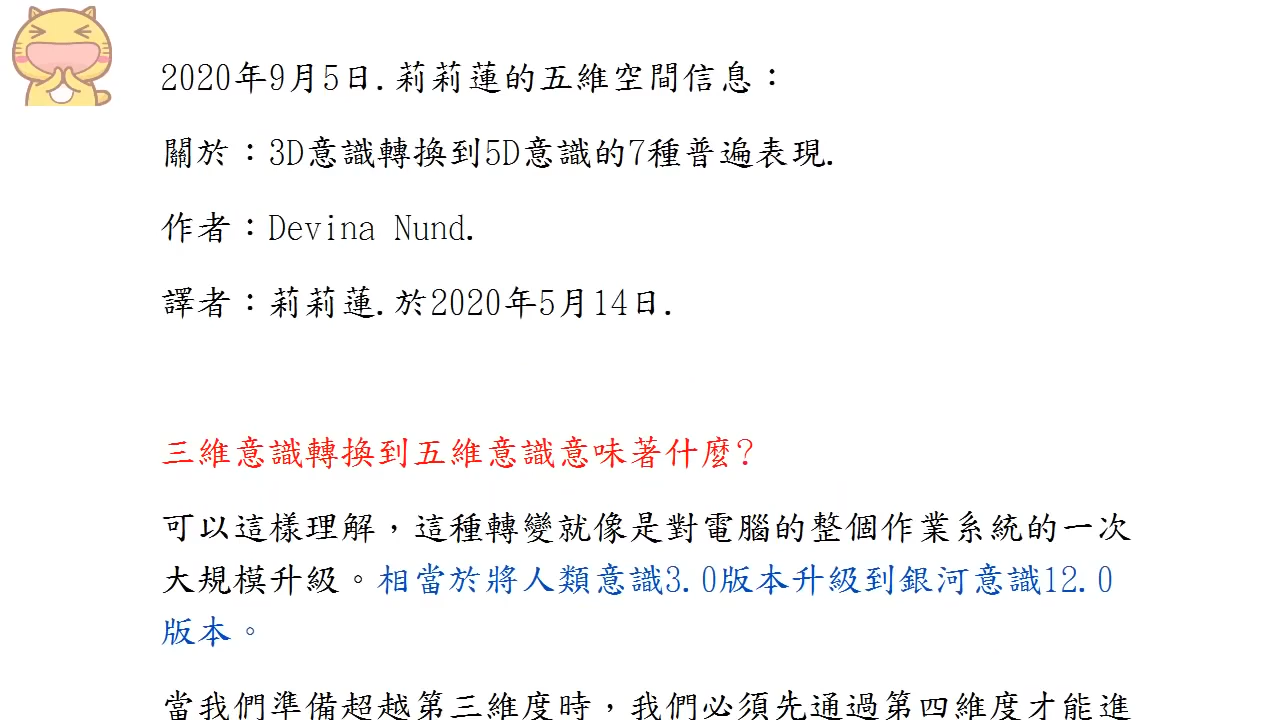 2020年9月5日.莉莉蓮的五維空間信息：
關於：3D意識轉換到5D意識的7種普遍表現.
作者：Devina Nund.
譯者：莉莉蓮.於2020年5月14日.
三維意識轉換到五維意識意味著什麼?
可以這樣理解，這種轉變就像是對電腦的整個作業系統的一次
大規模升級。相當於將人類意識3.0版本升級到銀河意識12.0
版本。
當我們準備超越第三維度時，我們必須先通過第四維度才能進